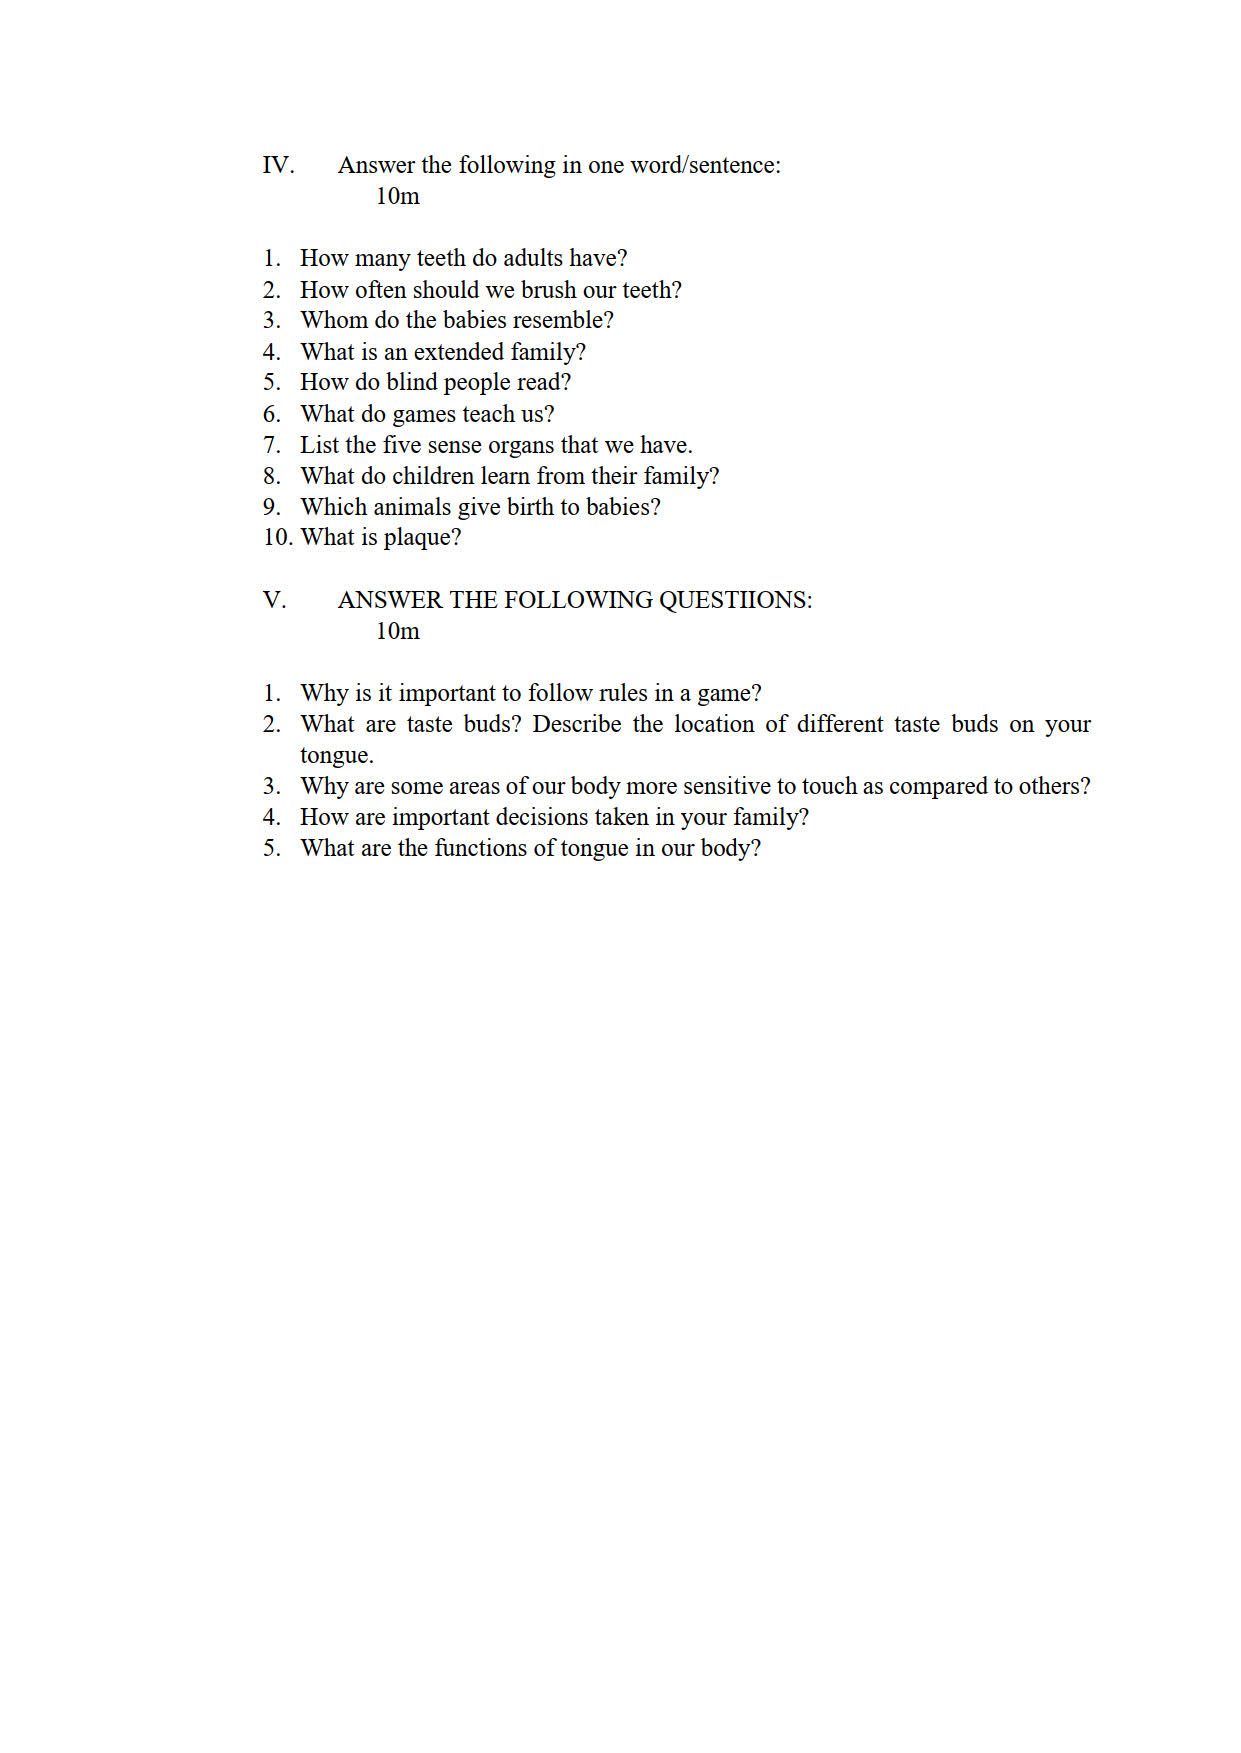 IV. Answer the following in one word/sentence:
10m
1. How many teeth do adults have?
2. How often should we brush our teeth?
3. Whom do the babies resemble?
4. What is an extended family?
5. How do blind people read?
6. What do games teach us?
7. List the five sense organs that we have.
8. What do children learn from their family?
9. Which animals give birth to babies?
10. What is plaque?
V. ANSWER THE FOLLOWING QUESTIIONS:
10m
1. Why is it important to follow rules in a game?
2. What are taste buds? Describe the location of different taste buds on your
tongue.
3. Why are some areas of our body more sensitive to touch as compared to others?
4. How are important decisions taken in your family?
5. What are the functions of tongue in our body?